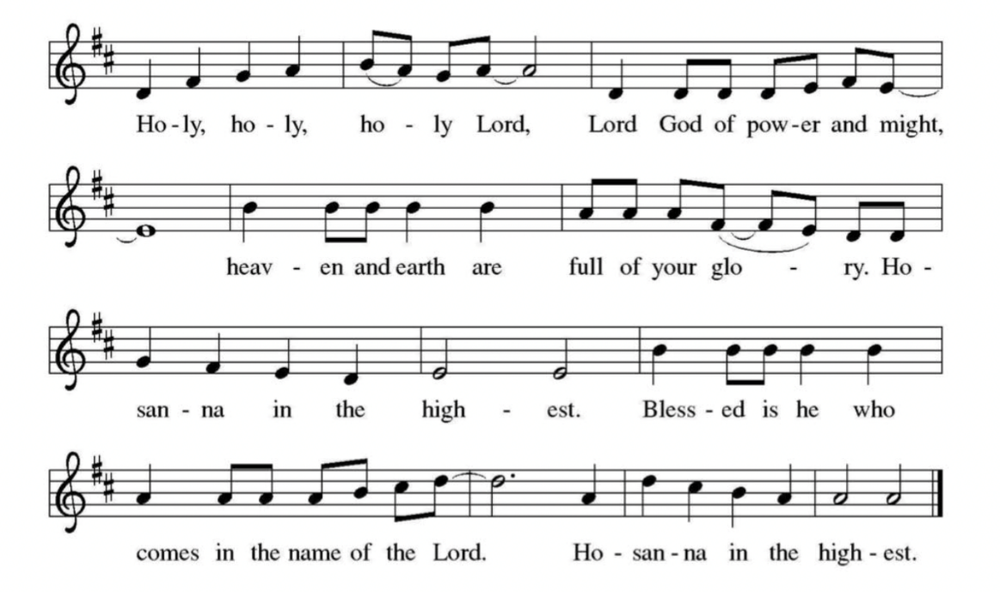 Ho - ly, ho - ly, ho - ly Lord, Lord God of pow - er and might,
heav - en and earth are full of your glo - ry. Ho -
san - na in the high - est. Bless - ed is he who
comes in the name of the Lord. Ho - san - na in the high - est.